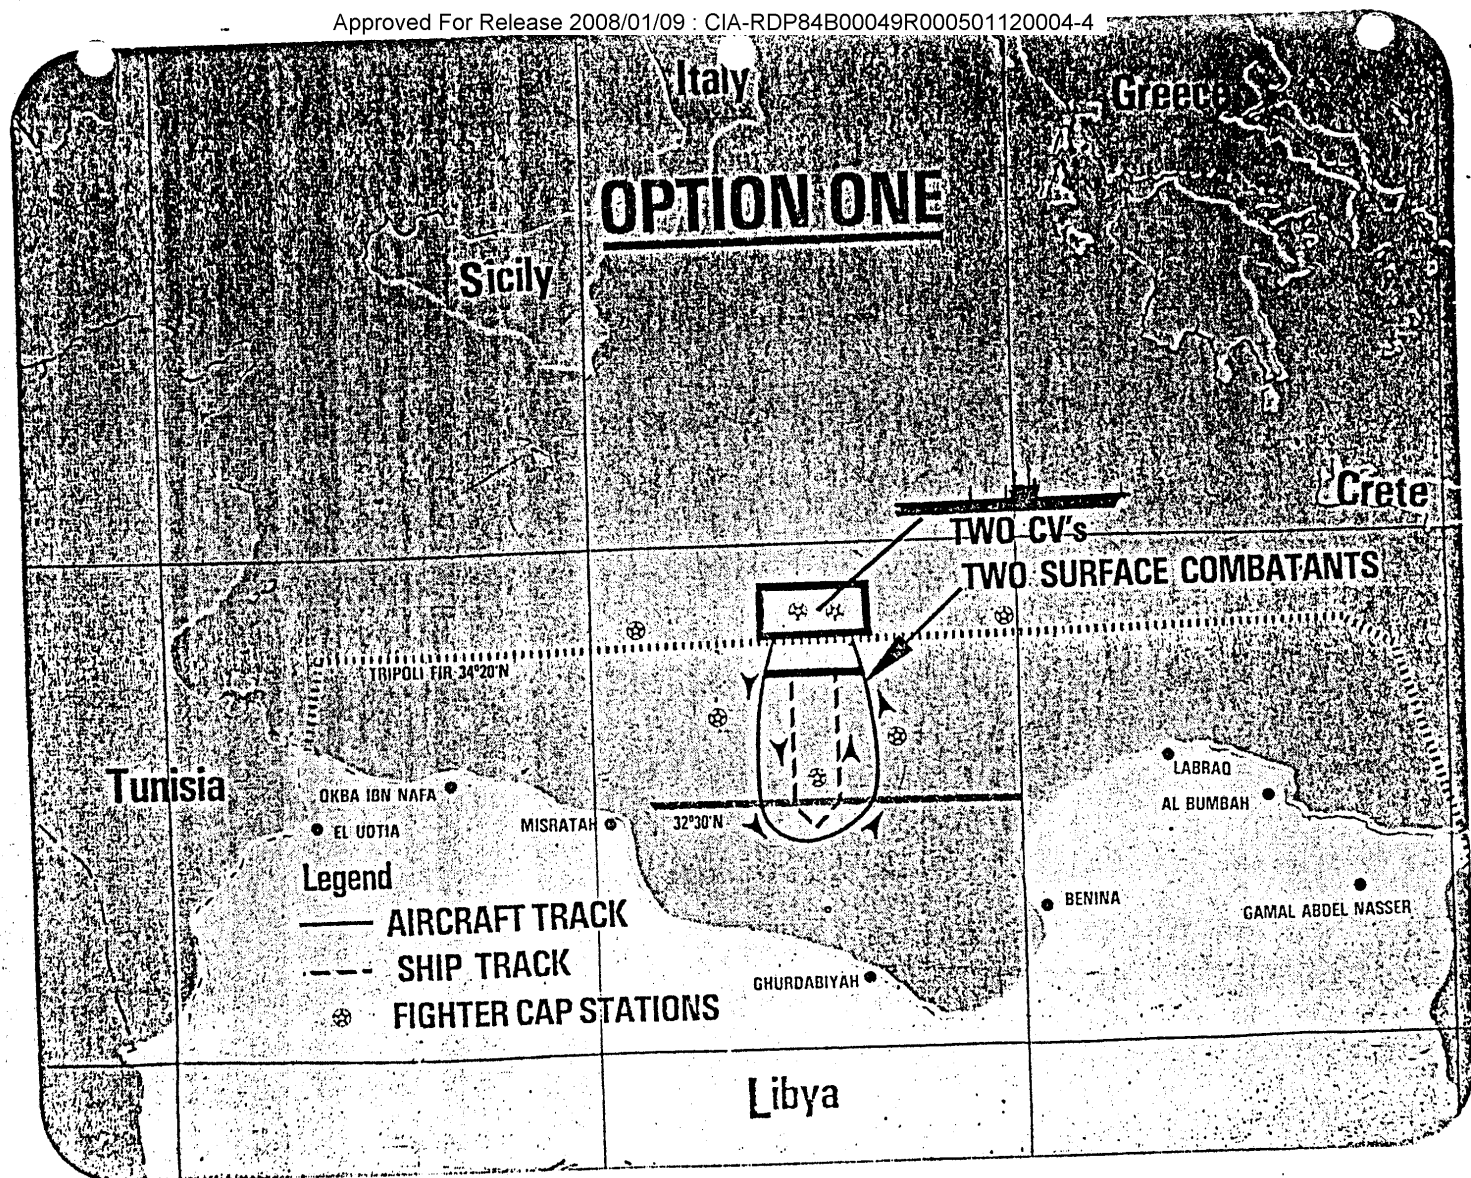 Approved For Release 2008/01/09 : CIA-RDP84B00049R000501120004-4
Italy
Greece
OPTION ONE
Sicily
Crete
TWO CV's
TWO SURFACE COMBATANTS
TRIPOLI FIR 34°20'N
Tunisia
OKBA IBN NAFA
EL UOTIA
MISRATAH
32°30'N
LABRAQ
AL BUMBAH
BENINA
GAMAL ABDEL NASSER
GHURDABIYAH
Legend
AIRCRAFT TRACK
SHIP TRACK
FIGHTER CAP STATIONS
Libya